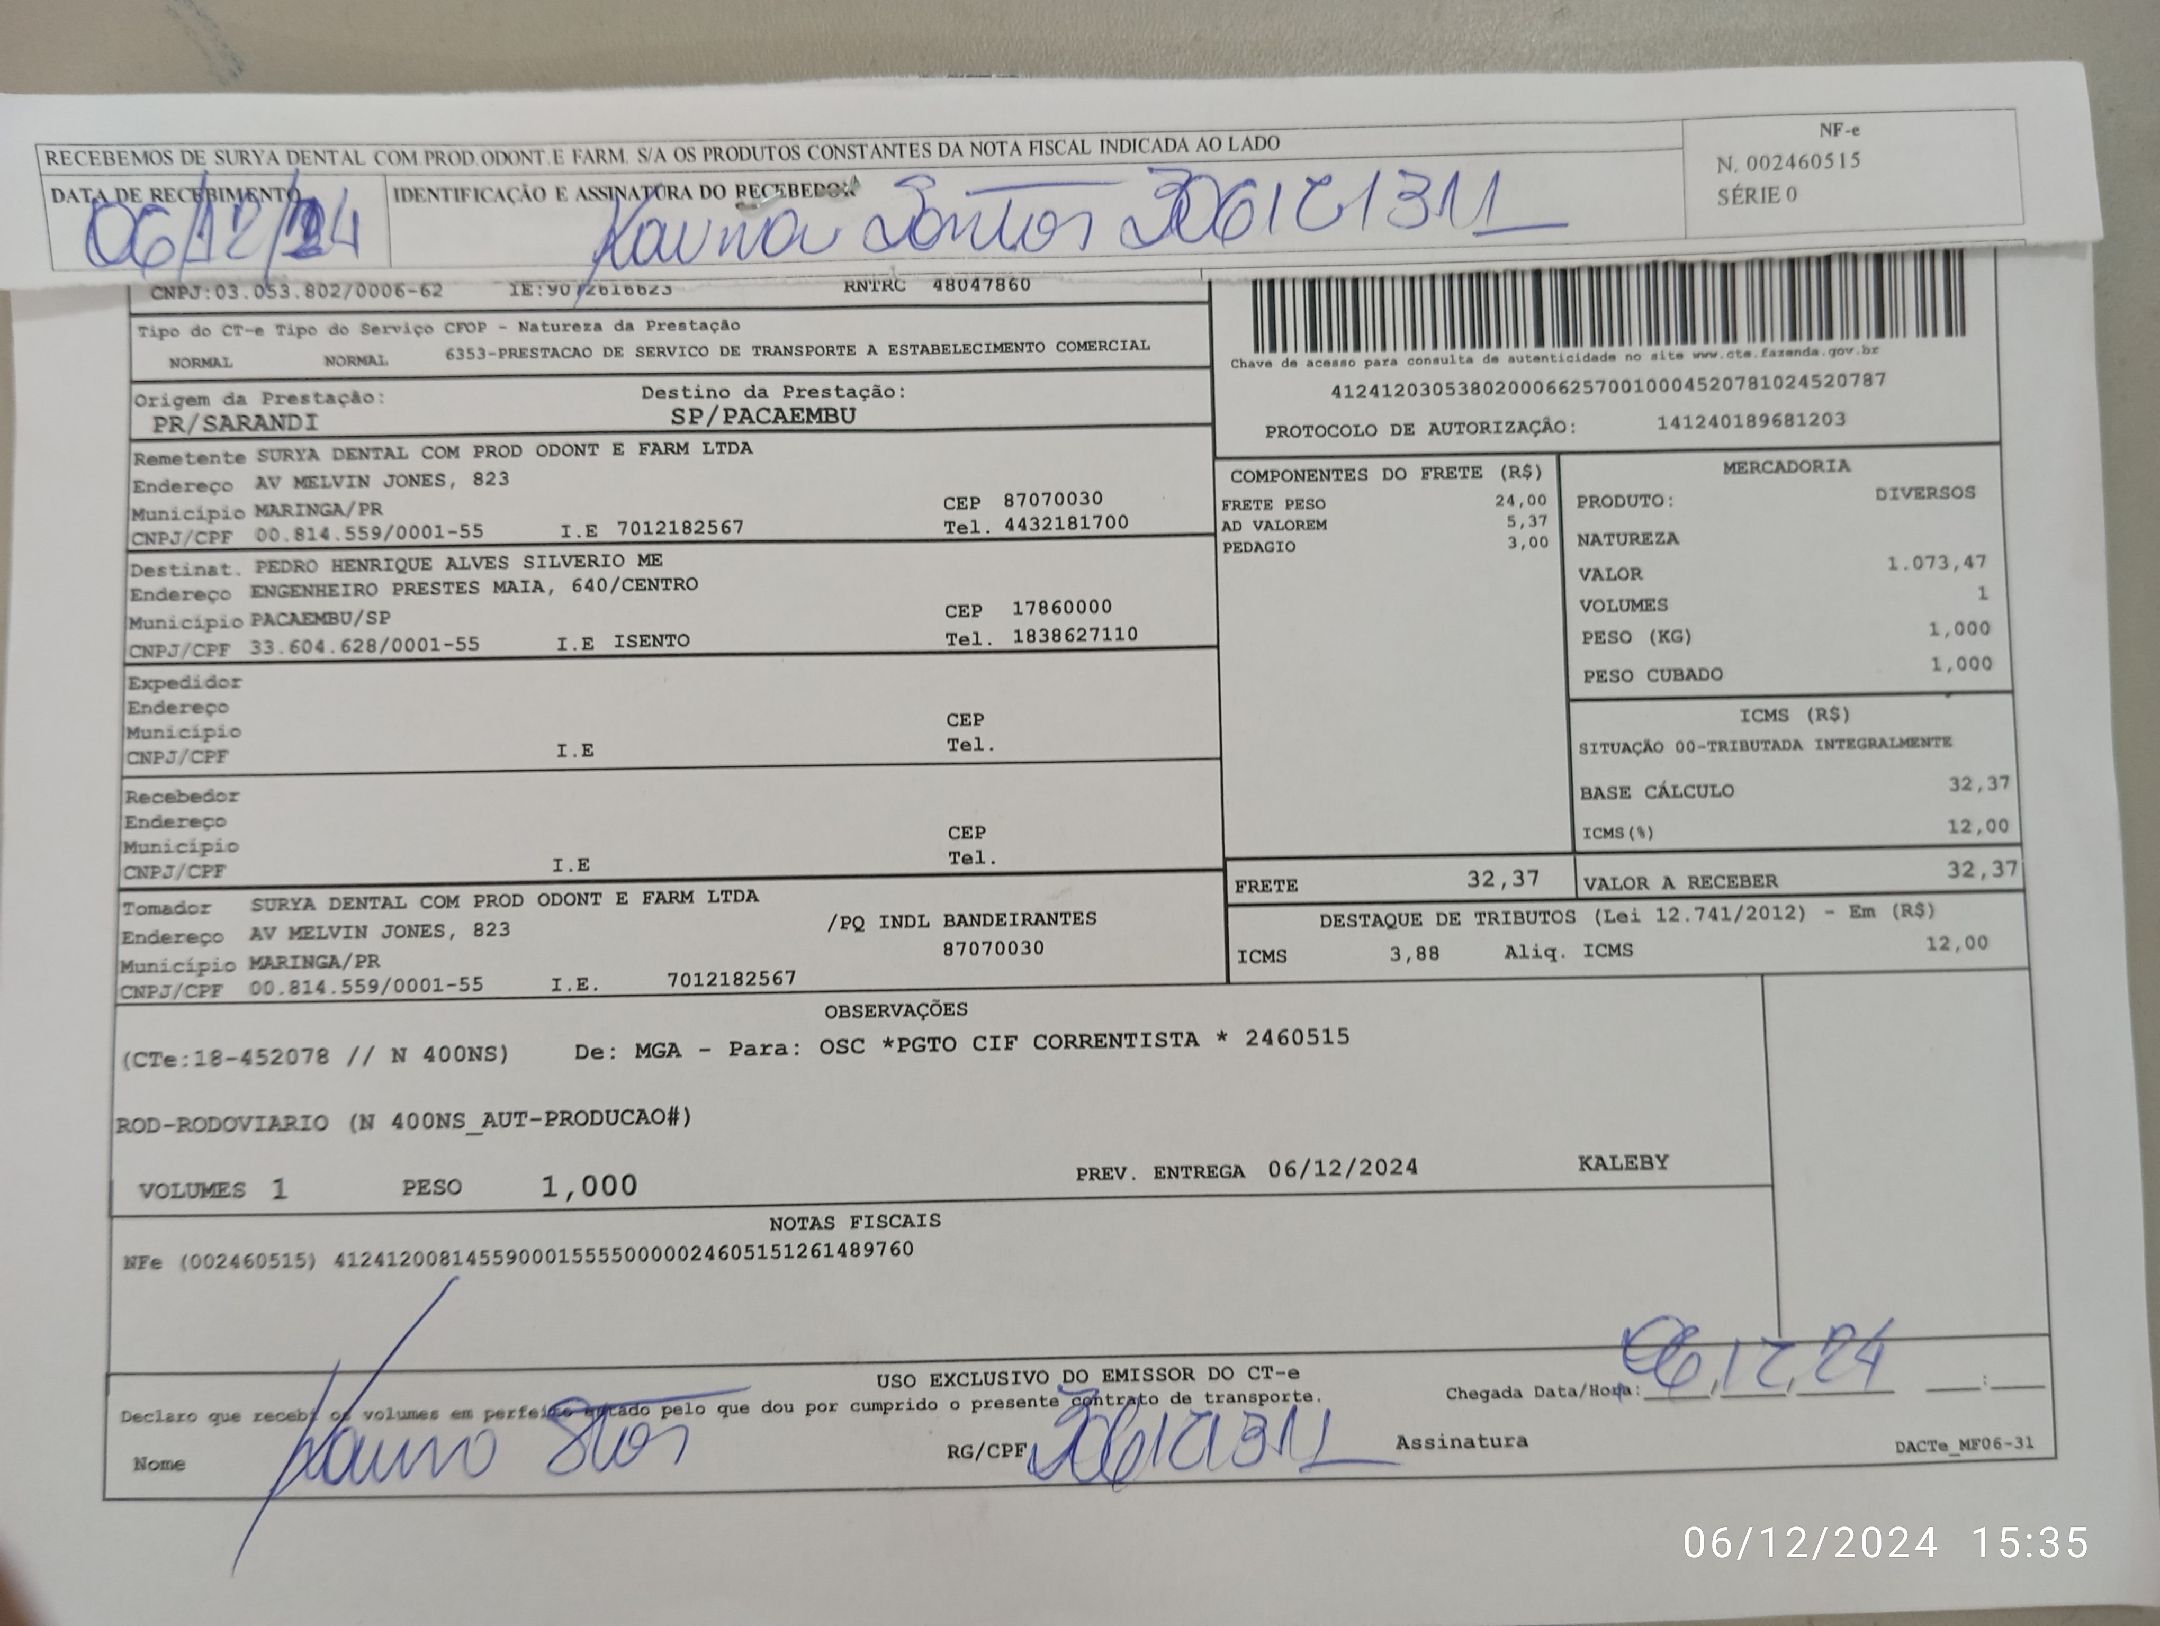 RECEBEMOS DE SURYA DENTAL COM PROD.ODONT.E FARM. S/A OS PRODUTOS CONSTANTES DA NOTA FISCAL INDICADA AO LADO
NF-e
N. 002460515
SÉRIE 0
DATA DE RECEBIMENTO
06/12/24
IDENTIFICAÇÃO E ASSINATURA DO RECEBEDOR
Santos
CNPJ:03.053.802/0006-62 RNTRC 48047860
Tipo do CT-e Tipo do Serviço CFOP - Natureza da Prestação
NORMAL NORMAL 6353-PRESTACAO DE SERVICO DE TRANSPORTE A ESTABELECIMENTO COMERCIAL
Chave de acesso para consulta de autenticidade no site www.cte.fazenda.gov.br
41241203053802000662570010004520781024520787
PROTOCOLO DE AUTORIZAÇÃO: 141240189681203
Origem da Prestação: Destino da Prestação:
PR/SARANDI SP/PACAEMBU
Remetente SURYA DENTAL COM PROD ODONT E FARM LTDA
Endereço AV MELVIN JONES, 823
Município MARINGA/PR CEP 87070030
CNPJ/CPF 00.814.559/0001-55 I.E 7012182567 Tel. 4432181700
Destinat. PEDRO HENRIQUE ALVES SILVERIO ME
Endereço ENGENHEIRO PRESTES MAIA, 640/CENTRO
Município PACAEMBU/SP CEP 17860000
CNPJ/CPF 33.604.628/0001-55 I.E ISENTO Tel. 1838627110
Expedidor
Endereço
Município CEP
CNPJ/CPF I.E Tel.
Recebedor
Endereço
Município CEP
CNPJ/CPF I.E Tel.
Tomador SURYA DENTAL COM PROD ODONT E FARM LTDA
Endereço AV MELVIN JONES, 823 /PQ INDL BANDEIRANTES
Município MARINGA/PR 87070030
CNPJ/CPF 00.814.559/0001-55 I.E. 7012182567
COMPONENTES DO FRETE (R$)
FRETE PESO 24,00
AD VALOREM 5,37
PEDAGIO 3,00
MERCADORIA
PRODUTO: DIVERSOS
NATUREZA
VALOR 1.073,47
VOLUMES 1
PESO (KG) 1,000
PESO CUBADO 1,000
ICMS (R$)
SITUAÇÃO 00-TRIBUTADA INTEGRALMENTE
BASE CÁLCULO 32,37
ICMS(%) 12,00
FRETE 32,37 VALOR A RECEBER 32,37
DESTAQUE DE TRIBUTOS (Lei 12.741/2012) - Em (R$)
ICMS 3,88 Aliq. ICMS 12,00
OBSERVAÇÕES
(CTe:18-452078 // N 400NS) De: MGA - Para: OSC *PGTO CIF CORRENTISTA * 2460515
ROD-RODOVIARIO (N 400NS_AUT-PRODUCAO#)
VOLUMES 1 PESO 1,000 PREV. ENTREGA 06/12/2024 KALEBY
NOTAS FISCAIS
NFe (002460515) 41241200814559000155550000024605151261489760
USO EXCLUSIVO DO EMISSOR DO CT-e
Declaro que recebi os volumes em perfeito estado pelo que dou por cumprido o presente contrato de transporte.
Chegada Data/Hora: 06,12,24 :
Nome RG/CPF Assinatura DACTe_MF06-31
06/12/2024 15:35